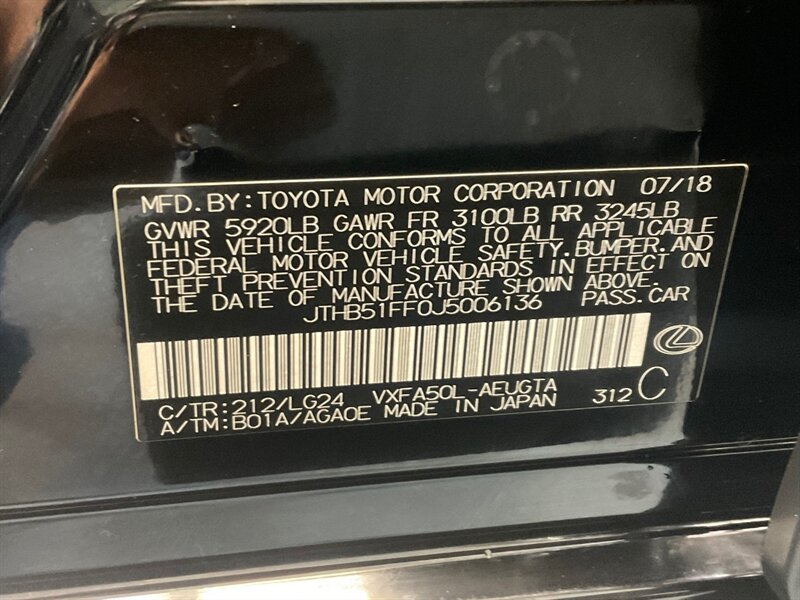 MFD.BY:TOYOTA MOTOR CORPORATION 07/18
GVWR 5920LB GAWR FR 3100LB RR 3245LB
THIS VEHICLE CONFORMS TO ALL APPLICABLE
FEDERAL MOTOR VEHICLE SAFETY,BUMPER,AND
THEFT PREVENTION STANDARDS IN EFFECT ON
THE DATE OF MANUFACTURE SHOWN ABOVE.
JTHB51FF0J5006136 PASS.CAR
C/TR:212/LG24 VXFA50L-AEUGTA
A/TM:B01A/AGA0E MADE IN JAPAN 312 C